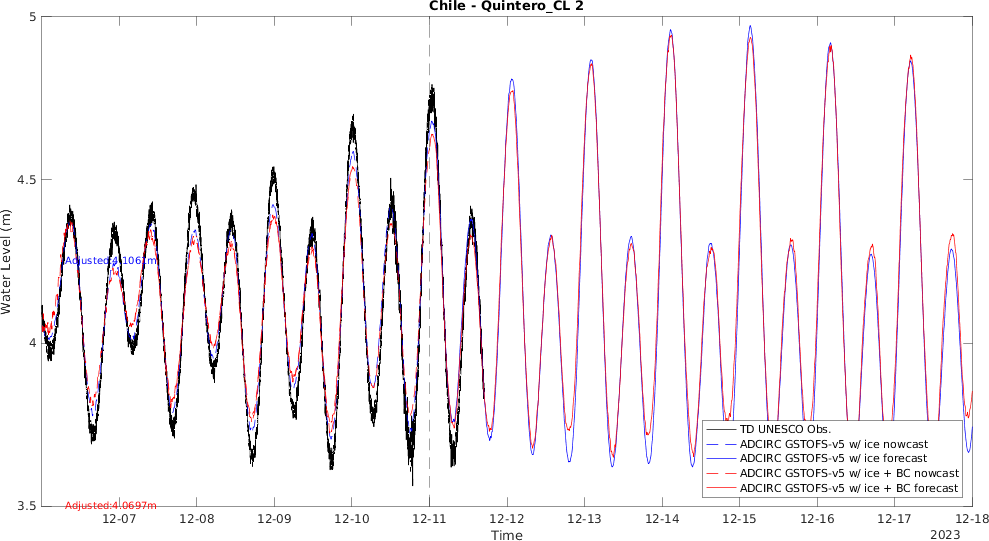 Chile - Quintero_CL 2
Water Level (m)
5
4.5
4
3.5
Adjusted:4.1061m
Adjusted:4.0697m
TD UNESCO Obs.
ADCIRC GSTOFS-v5 w/ ice nowcast
ADCIRC GSTOFS-v5 w/ ice forecast
ADCIRC GSTOFS-v5 w/ ice + BC nowcast
ADCIRC GSTOFS-v5 w/ ice + BC forecast
12-07 12-08 12-09 12-10 12-11 12-12 12-13 12-14 12-15 12-16 12-17 12-18
Time
2023